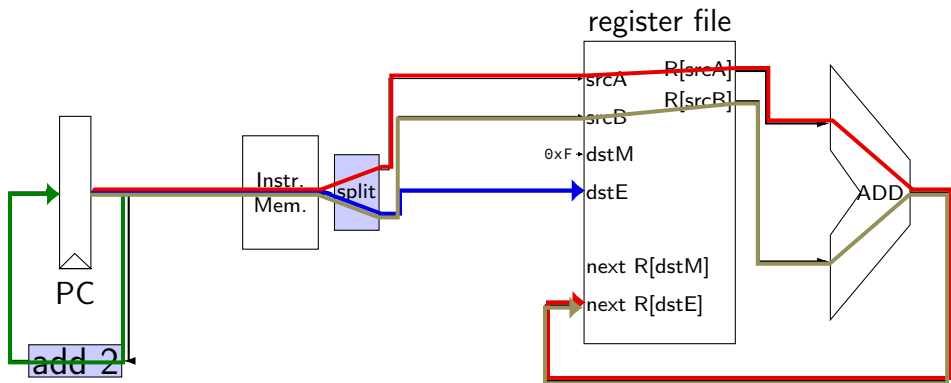 register file
srcA
R[srcA]
srcB
R[srcB]
0xF
dstM
dstE
next R[dstM]
next R[dstE]
Instr.
Mem.
split
ADD
PC
add 2